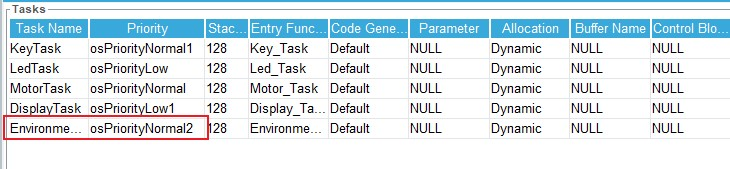 Tasks
Task Name Priority Stac... Entry Func... Code Gene... Parameter Allocation Buffer Name Control Blo...
KeyTask osPriorityNormal1 128 Key_Task Default NULL Dynamic NULL NULL
LedTask osPriorityLow 128 Led_Task Default NULL Dynamic NULL NULL
MotorTask osPriorityNormal 128 Motor_Task Default NULL Dynamic NULL NULL
DisplayTask osPriorityLow1 128 Display_Ta... Default NULL Dynamic NULL NULL
Environme... osPriorityNormal2 128 Environme... Default NULL Dynamic NULL NULL